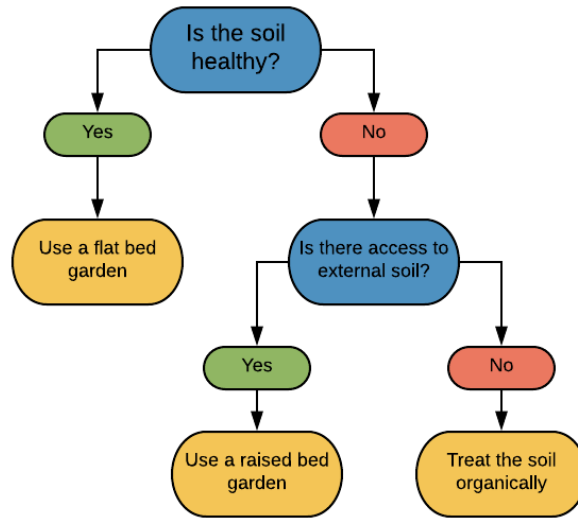 Is the soil
healthy?
Yes
No
Use a flat bed
garden
Is there access to
external soil?
Yes
No
Use a raised bed
garden
Treat the soil
organically